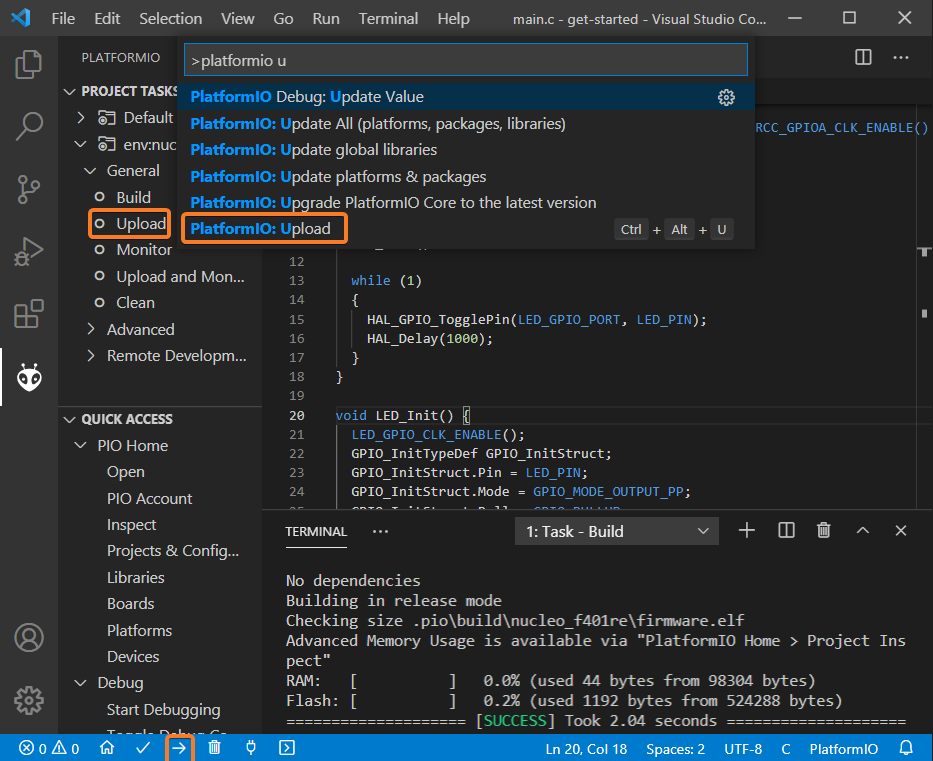 File Edit Selection View Go Run Terminal Help main.c - get-started - Visual Studio Co...
PLATFORMIO
PROJECT TASKS
Default
env:nuc
General
Build
Upload
Monitor
Upload and Mon...
Clean
Advanced
Remote Developm...
QUICK ACCESS
PIO Home
Open
PIO Account
Inspect
Projects & Config...
Libraries
Boards
Platforms
Devices
Debug
Start Debugging
>platformio u
PlatformIO Debug: Update Value
PlatformIO: Update All (platforms, packages, libraries)
PlatformIO: Update global libraries
PlatformIO: Update platforms & packages
PlatformIO: Upgrade PlatformIO Core to the latest version
PlatformIO: Upload Ctrl + Alt + U
RCC_GPIOA_CLK_ENABLE()
12
13 while (1)
14 {
15 HAL_GPIO_TogglePin(LED_GPIO_PORT, LED_PIN);
16 HAL_Delay(1000);
17 }
18 }
19
20 void LED_Init() {
21 LED_GPIO_CLK_ENABLE();
22 GPIO_InitTypeDef GPIO_InitStruct;
23 GPIO_InitStruct.Pin = LED_PIN;
24 GPIO_InitStruct.Mode = GPIO_MODE_OUTPUT_PP;
TERMINAL ... 1: Task - Build
No dependencies
Building in release mode
Checking size .pio\build\nucleo_f401re\firmware.elf
Advanced Memory Usage is available via "PlatformIO Home > Project Ins
pect"
RAM: [ ] 0.0% (used 44 bytes from 98304 bytes)
Flash: [ ] 0.2% (used 1192 bytes from 524288 bytes)
==================== [SUCCESS] Took 2.04 seconds ====================
0 0 Ln 20, Col 18 Spaces: 2 UTF-8 C PlatformIO